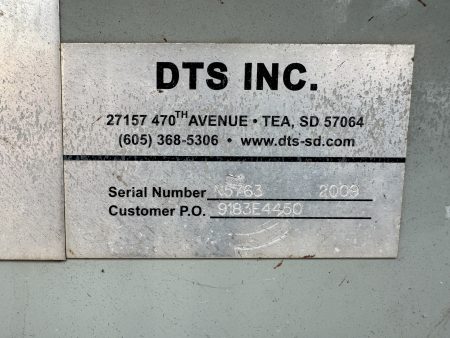 DTS INC.
27157 470TH AVENUE • TEA, SD 57064
(605) 368-5306 • www.dts-sd.com
Serial Number N5763 2009
Customer P.O. 9183E4450